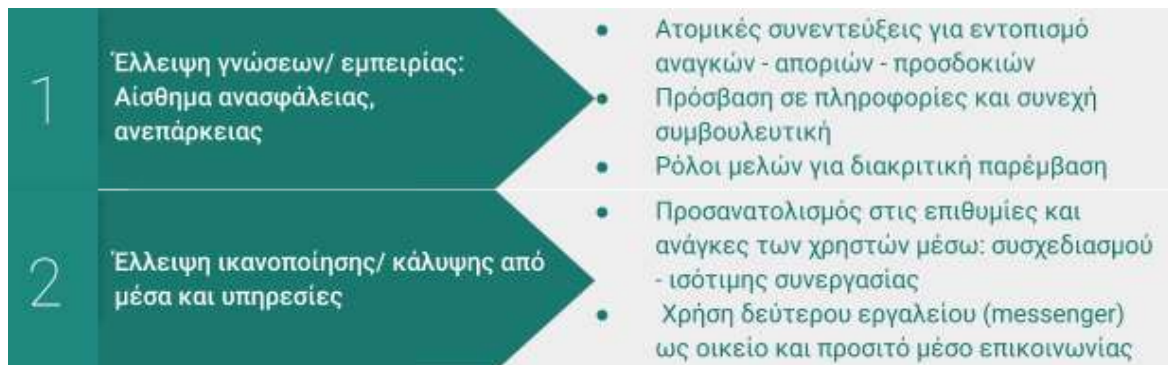 1
Έλλειψη γνώσεων/ εμπειρίας:
Αίσθημα ανασφάλειας,
ανεπάρκειας
● Ατομικές συνεντεύξεις για εντοπισμό
αναγκών - αποριών - προσδοκιών
● Πρόσβαση σε πληροφορίες και συνεχή
συμβουλευτική
● Ρόλοι μελών για διακριτική παρέμβαση
2
Έλλειψη ικανοποίησης/ κάλυψης από
μέσα και υπηρεσίες
● Προσανατολισμός στις επιθυμίες και
ανάγκες των χρηστών μέσω: συσχεδιασμού
- ισότιμης συνεργασίας
● Χρήση δεύτερου εργαλείου (messenger)
ως οικείο και προσιτό μέσο επικοινωνίας